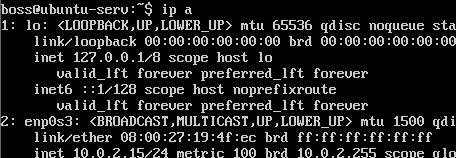 boss@ubuntu-serv:~$ ip a
1: lo: <LOOPBACK,UP,LOWER_UP> mtu 65536 qdisc noqueue sta
link/loopback 00:00:00:00:00:00 brd 00:00:00:00:00:00
inet 127.0.0.1/8 scope host lo
valid_lft forever preferred_lft forever
inet6 ::1/128 scope host noprefixroute
valid_lft forever preferred_lft forever
2: enp0s3: <BROADCAST,MULTICAST,UP,LOWER_UP> mtu 1500 qdi
link/ether 08:00:27:19:4f:ec brd ff:ff:ff:ff:ff:ff
inet 10.0.2.15/24 metric 100 brd 10.0.2.255 scope glo